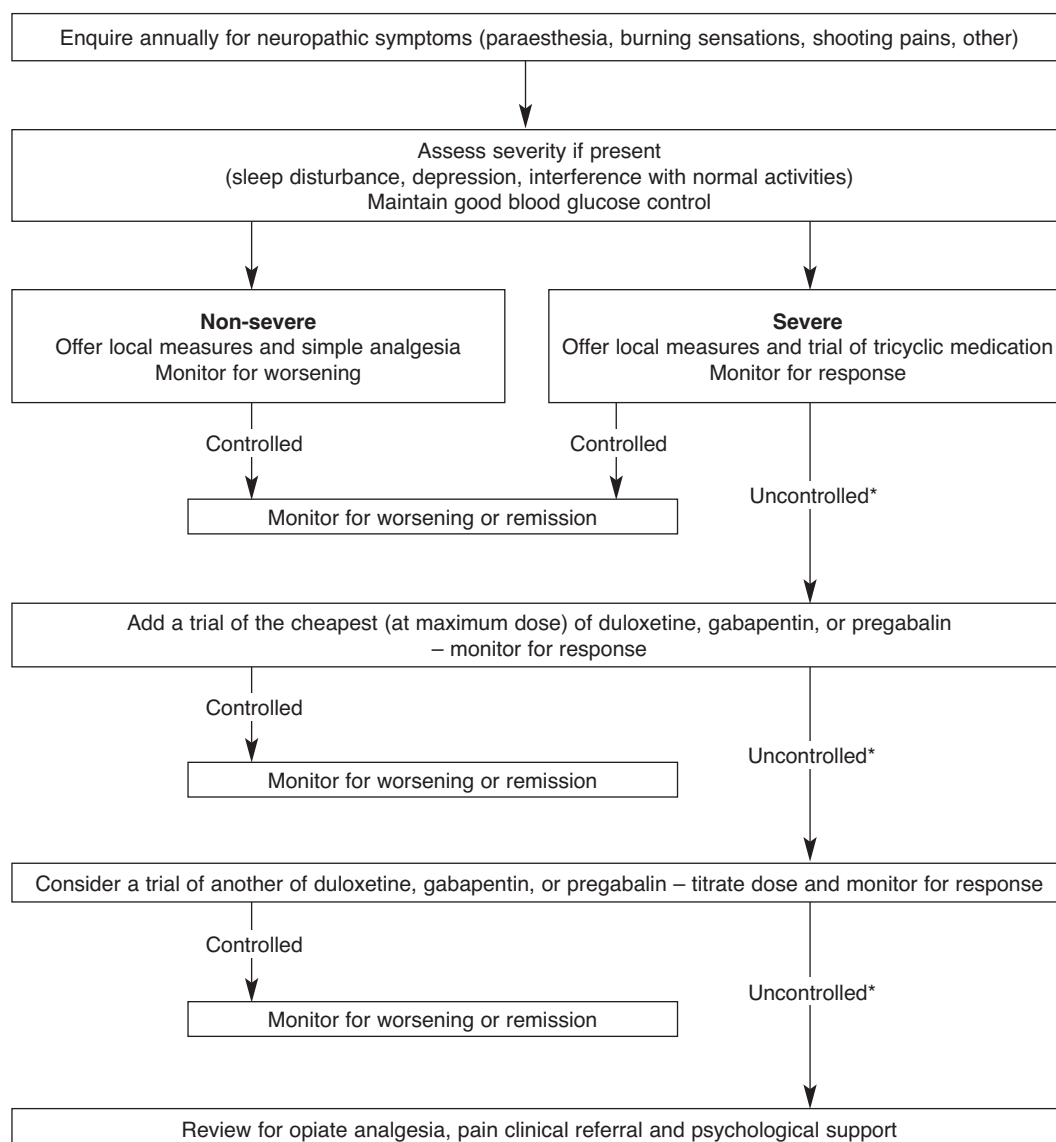 Enquire annually for neuropathic symptoms (paraesthesia, burning sensations, shooting pains, other)
Assess severity if present
(sleep disturbance, depression, interference with normal activities)
Maintain good blood glucose control
Non-severe
Offer local measures and simple analgesia
Monitor for worsening
Severe
Offer local measures and trial of tricyclic medication
Monitor for response
Controlled
Controlled
Uncontrolled*
Monitor for worsening or remission
Add a trial of the cheapest (at maximum dose) of duloxetine, gabapentin, or pregabalin
– monitor for response
Controlled
Uncontrolled*
Monitor for worsening or remission
Consider a trial of another of duloxetine, gabapentin, or pregabalin – titrate dose and monitor for response
Controlled
Uncontrolled*
Monitor for worsening or remission
Review for opiate analgesia, pain clinical referral and psychological support